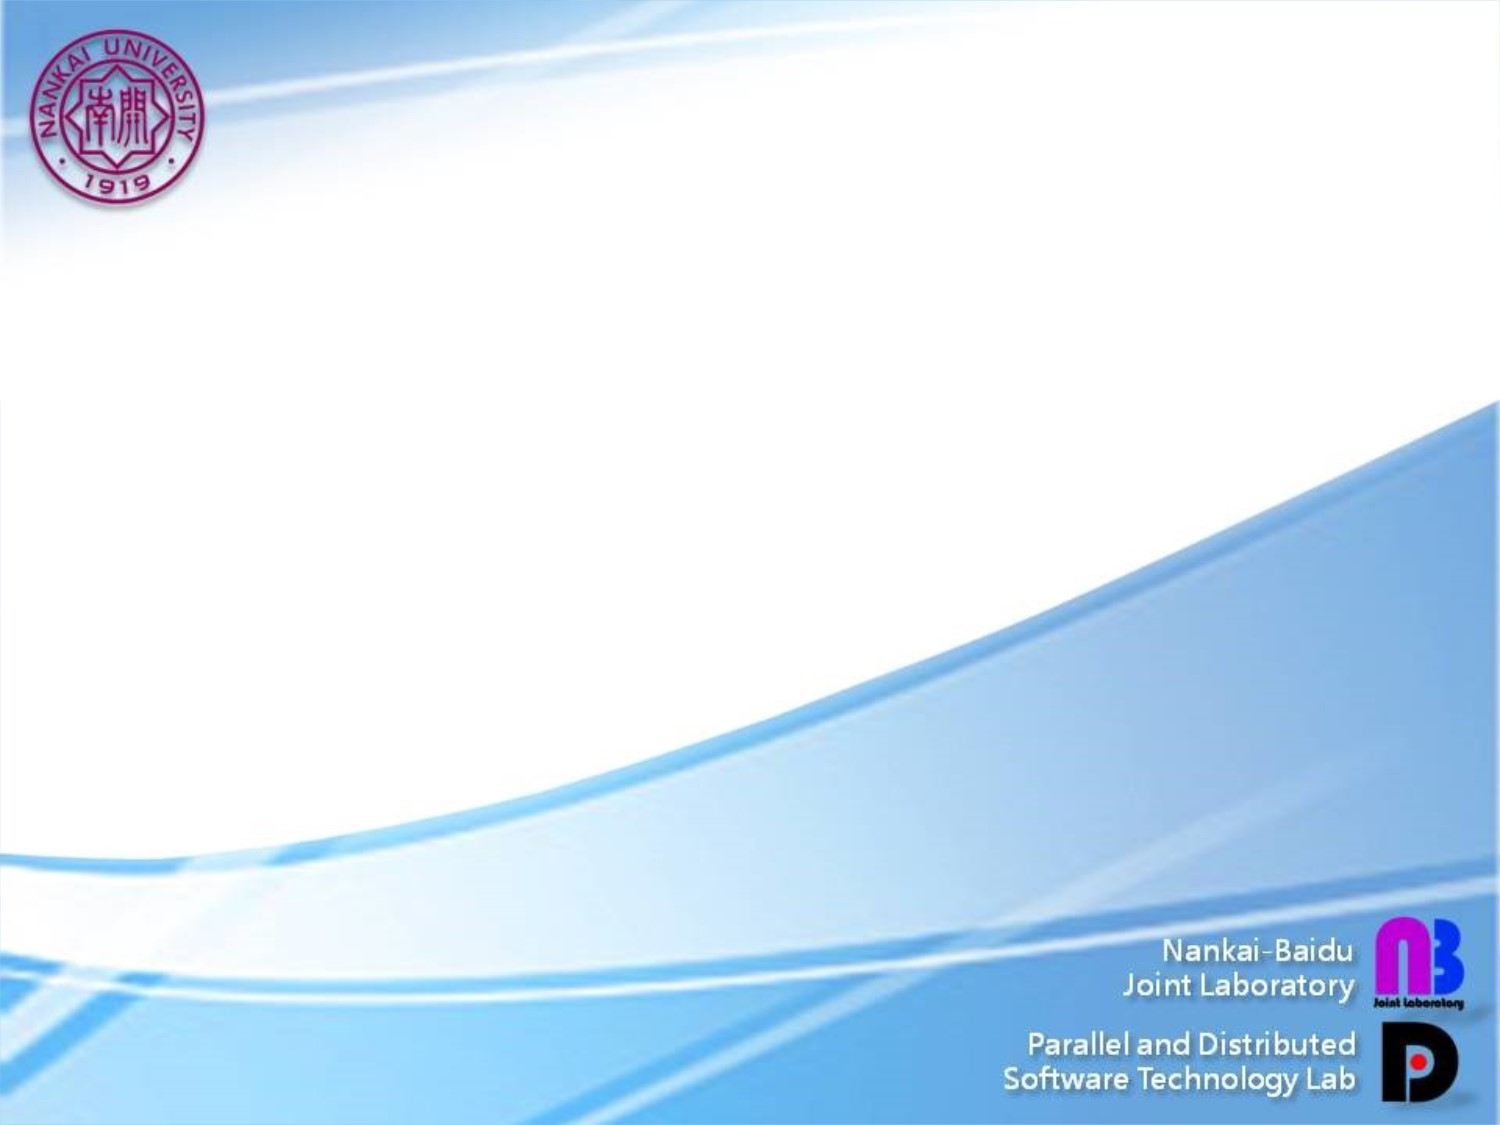 NANKAI UNIVERSITY
南開
1919
Nankai-Baidu
Joint Laboratory
Joint Laboratory
Parallel and Distributed
Software Technology Lab